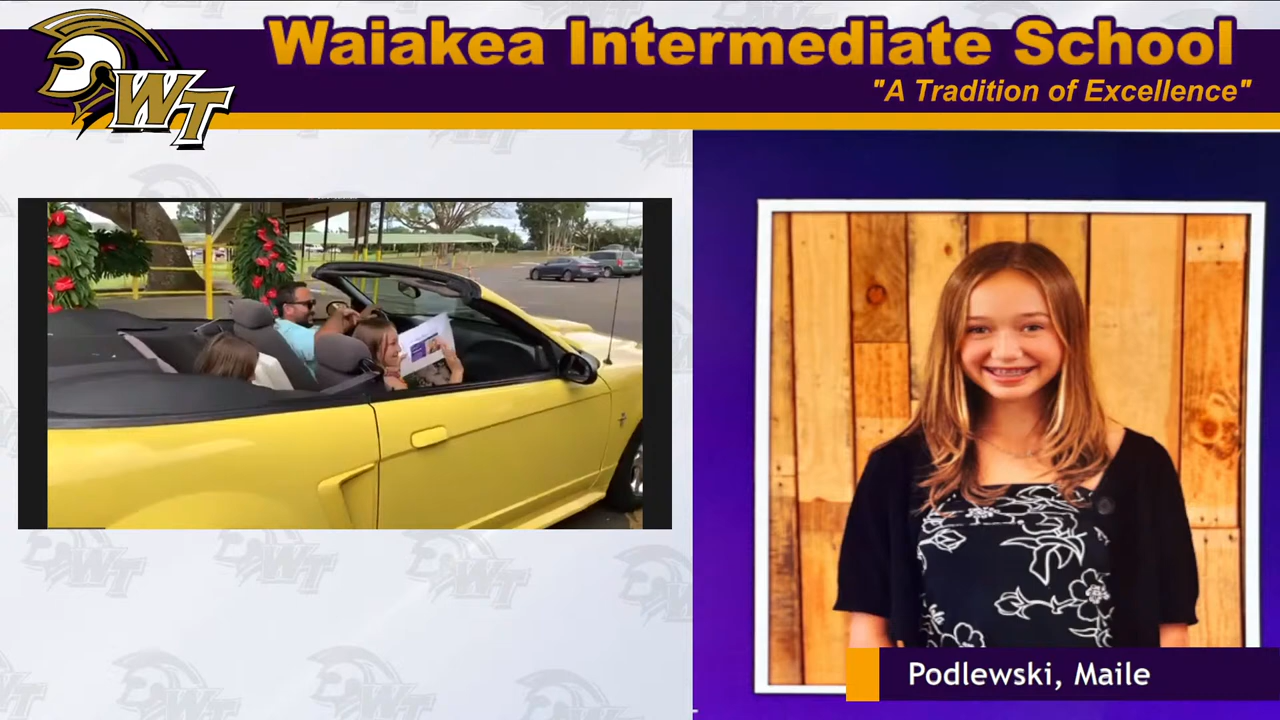 Waiakea Intermediate School
"A Tradition of Excellence"
WT
Podlewski, Maile